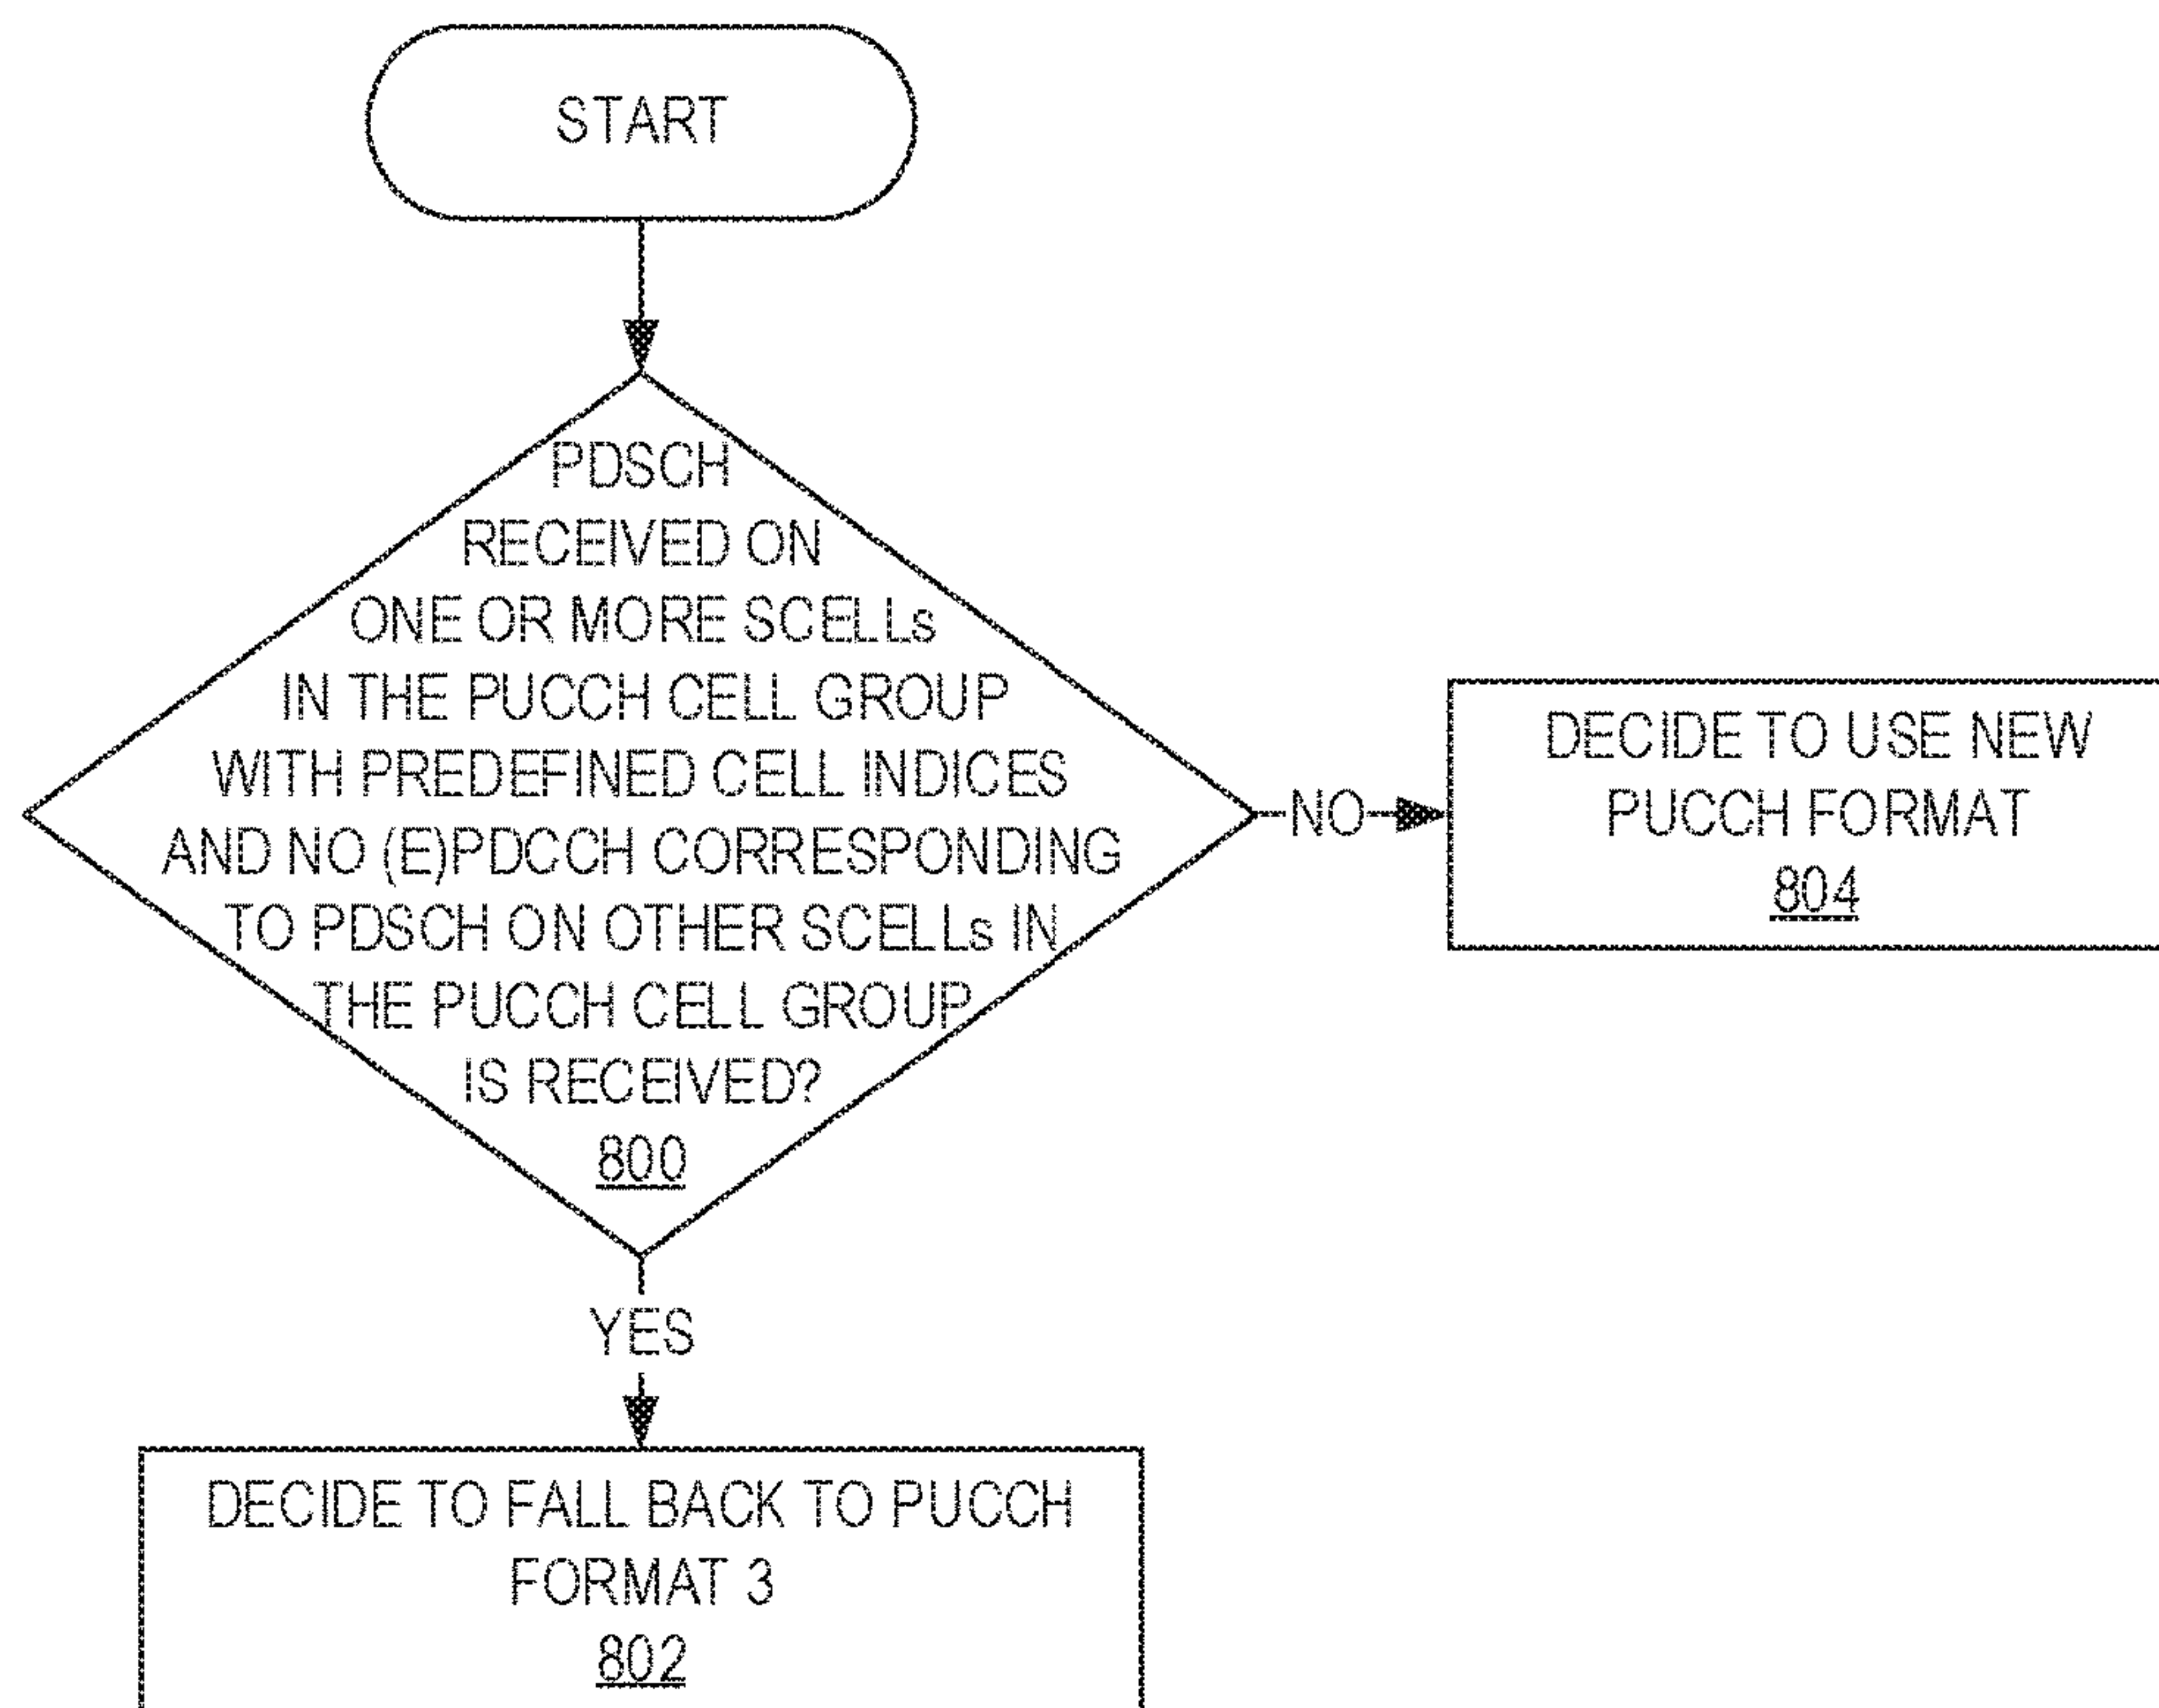 START
PDSCH
RECEIVED ON
ONE OR MORE SCELLs
IN THE PUCCH CELL GROUP
WITH PREDEFINED CELL INDICES
AND NO (E)PDCCH CORRESPONDING
TO PDSCH ON OTHER SCELLs IN
THE PUCCH CELL GROUP
IS RECEIVED?
800
NO
DECIDE TO USE NEW
PUCCH FORMAT
804
YES
DECIDE TO FALL BACK TO PUCCH
FORMAT 3
802